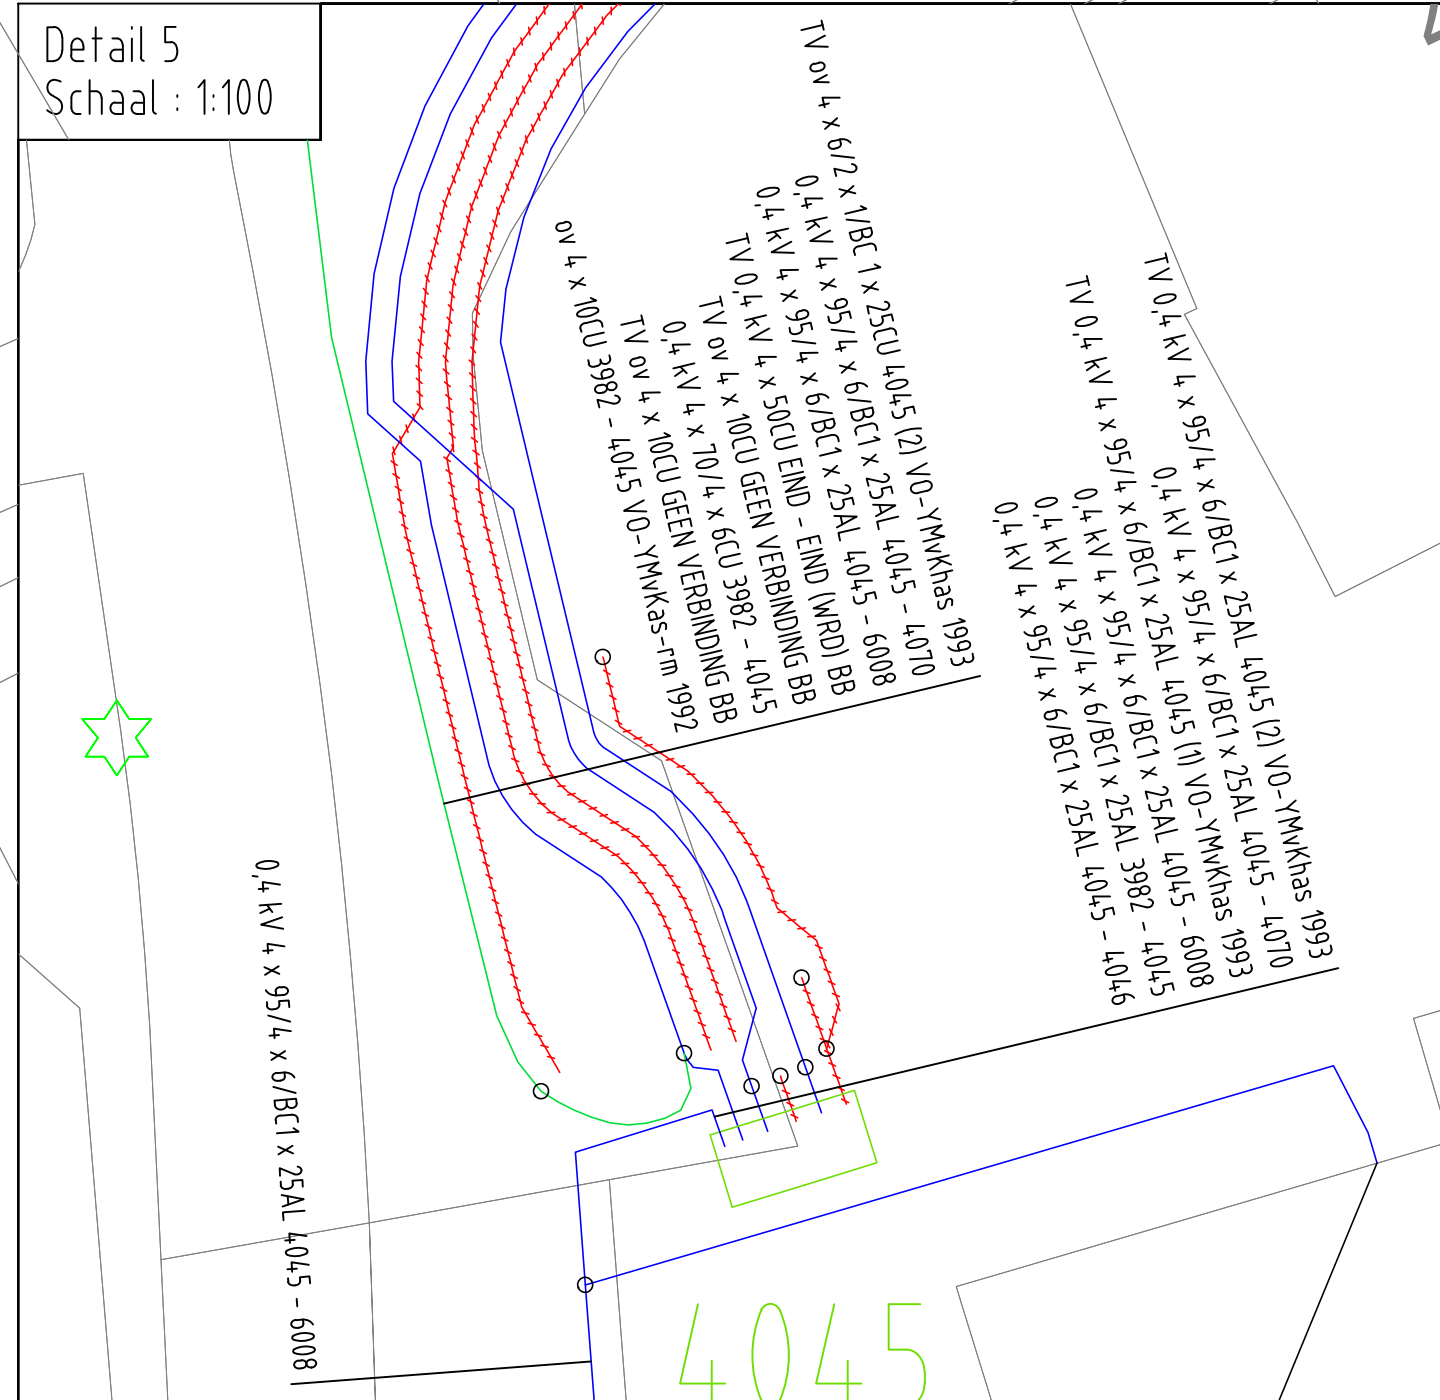 Detail 5
Schaal : 1:100
TV ov 4 x 6/2 x 1/BC 1 x 25CU 4045 (2) VO-YMvKhas 1993
0,4 kV 4 x 95/4 x 6/BC1 x 25AL 4045 - 4070
0,4 kV 4 x 95/4 x 6/BC1 x 25AL 4045 - 6008
TV 0,4 kV 4 x 50CU EIND - EIND (WRD) BB
TV ov 4 x 10CU GEEN VERBINDING BB
0,4 kV 4 x 70/4 x 6CU 3982 - 4045
TV ov 4 x 10CU GEEN VERBINDING BB
ov 4 x 10CU 3982 - 4045 VO-YMvKas-rm 1992
TV 0,4 kV 4 x 95/4 x 6/BC1 x 25AL 4045 (2) VO-YMvKhas 1993
0,4 kV 4 x 95/4 x 6/BC1 x 25AL 4045 - 4070
TV 0,4 kV 4 x 95/4 x 6/BC1 x 25AL 4045 (1) VO-YMvKhas 1993
0,4 kV 4 x 95/4 x 6/BC1 x 25AL 4045 - 6008
0,4 kV 4 x 95/4 x 6/BC1 x 25AL 3982 - 4045
0,4 kV 4 x 95/4 x 6/BC1 x 25AL 4045 - 4046
0,4 kV 4 x 95/4 x 6/BC1 x 25AL 4045 - 6008
4045